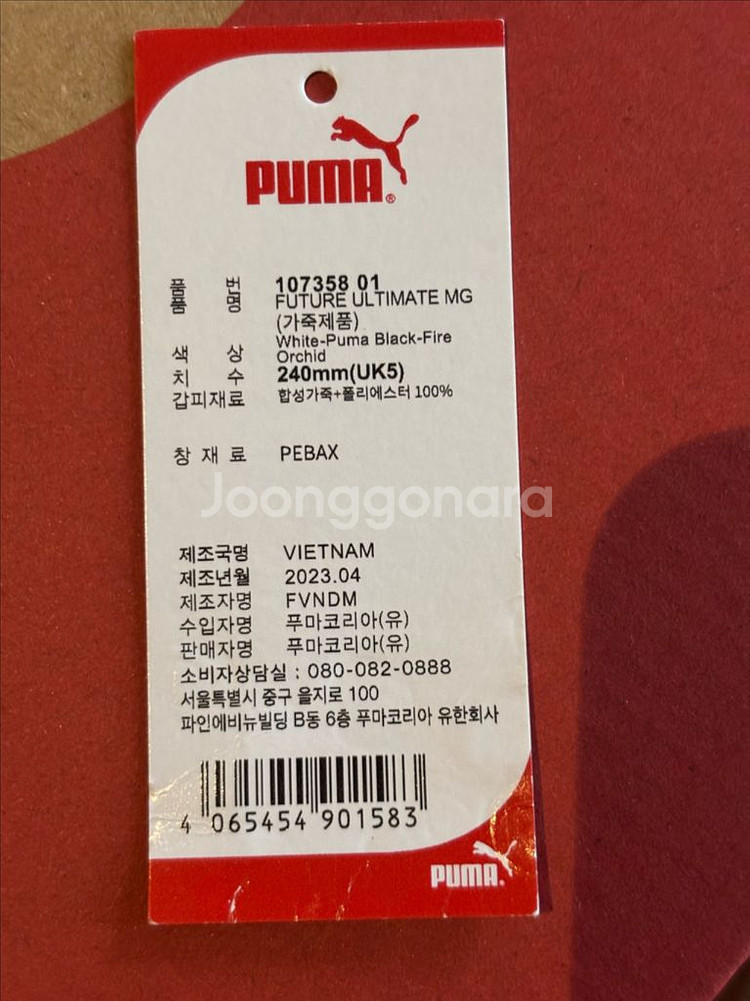 PUMA®
품 번 107358 01
품 명 FUTURE ULTIMATE MG
(가죽제품)
White-Puma Black-Fire
색 상 Orchid
치 수 240mm(UK5)
갑피재료 합성가죽+폴리에스터 100%
창 재 료 PEBAX
Joonggonara
제조국명 VIETNAM
제조년월 2023.04
제조자명 FVNDM
수입자명 푸마코리아(유)
판매자명 푸마코리아(유)
소비자상담실 : 080-082-0888
서울특별시 중구 을지로 100
파인에비뉴빌딩 B동 6층 푸마코리아 유한회사
4 065454 901583
PUMA.